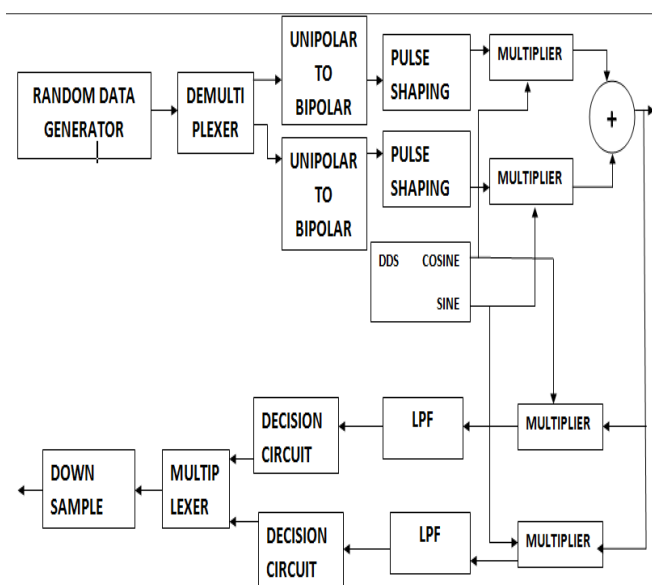 RANDOM DATA
GENERATOR
DEMULTI
PLEXER
UNIPOLAR
TO
BIPOLAR
PULSE
SHAPING
MULTIPLIER
+
UNIPOLAR
TO
BIPOLAR
PULSE
SHAPING
MULTIPLIER
DDS COSINE
SINE
DOWN
SAMPLE
MULTIP
LEXER
DECISION
CIRCUIT
LPF
MULTIPLIER
DECISION
CIRCUIT
LPF
MULTIPLIER